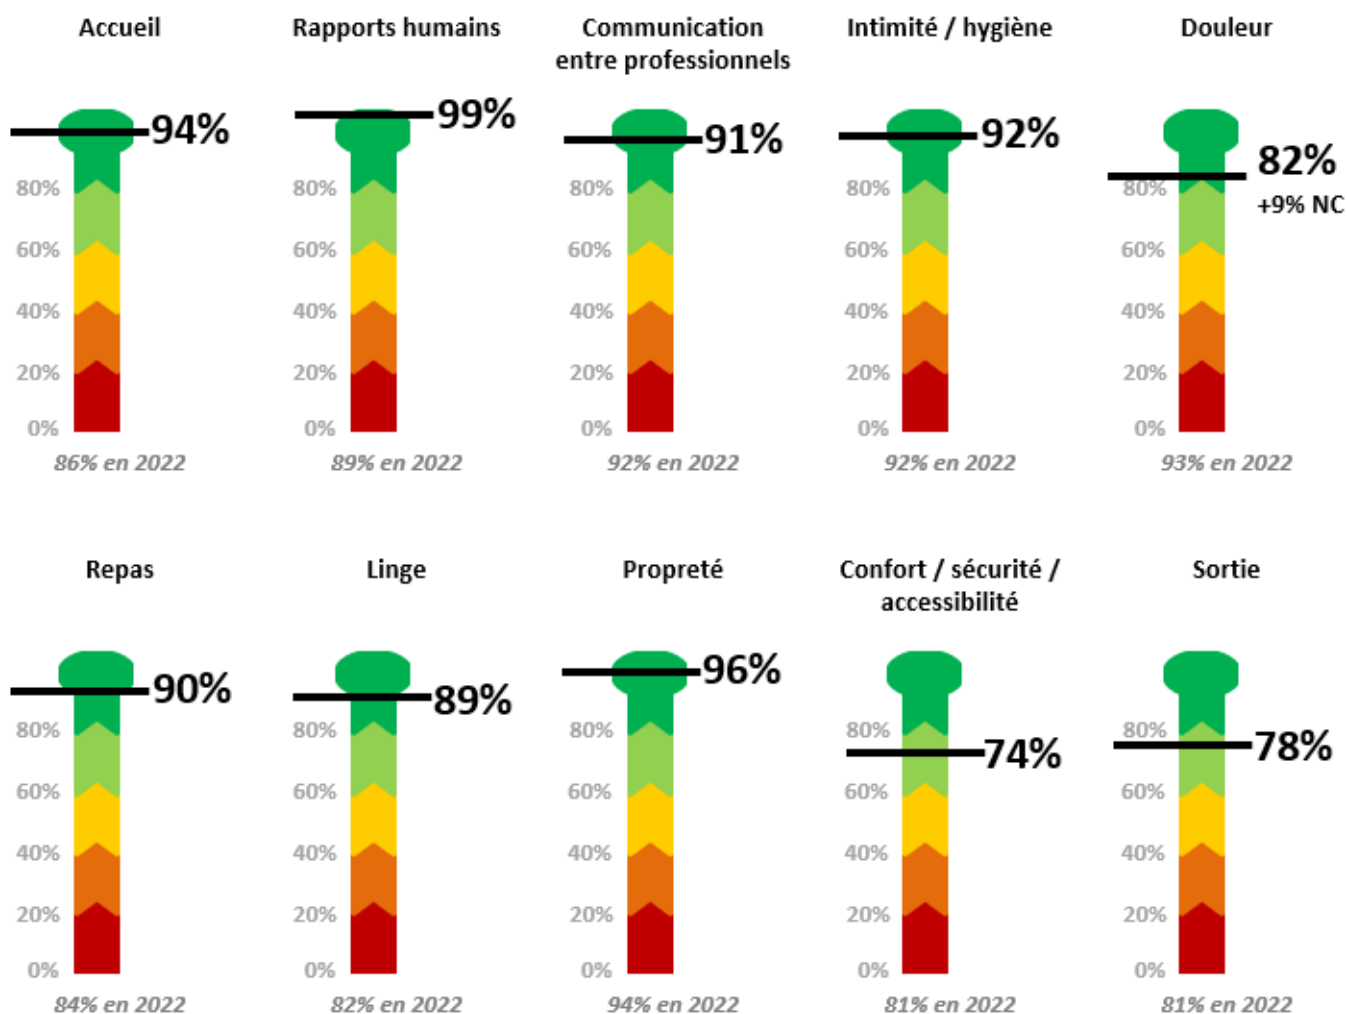 Accueil
Rapports humains
Communication
entre professionnels
Intimité / hygiène
Douleur
94%
99%
91%
92%
82%
+9% NC
80%
60%
40%
20%
0%
80%
60%
40%
20%
0%
80%
60%
40%
20%
0%
80%
60%
40%
20%
0%
80%
60%
40%
20%
0%
86% en 2022
89% en 2022
92% en 2022
92% en 2022
93% en 2022
Repas
Linge
Propreté
Confort / sécurité /
accessibilité
Sortie
90%
89%
96%
74%
78%
80%
60%
40%
20%
0%
80%
60%
40%
20%
0%
80%
60%
40%
20%
0%
80%
60%
40%
20%
0%
80%
60%
40%
20%
0%
84% en 2022
82% en 2022
94% en 2022
81% en 2022
81% en 2022